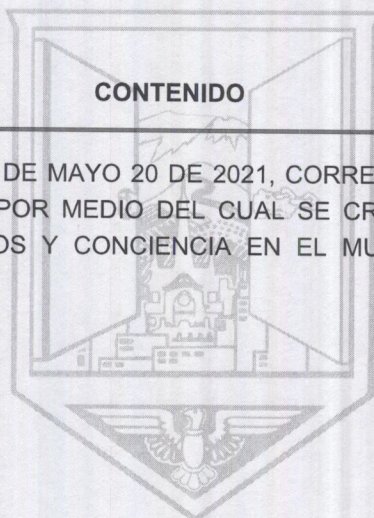 CONTENIDO
DE MAYO 20 DE 2021, CORRE
POR MEDIO DEL CUAL SE CR
OS Y CONCIENCIA EN EL MU